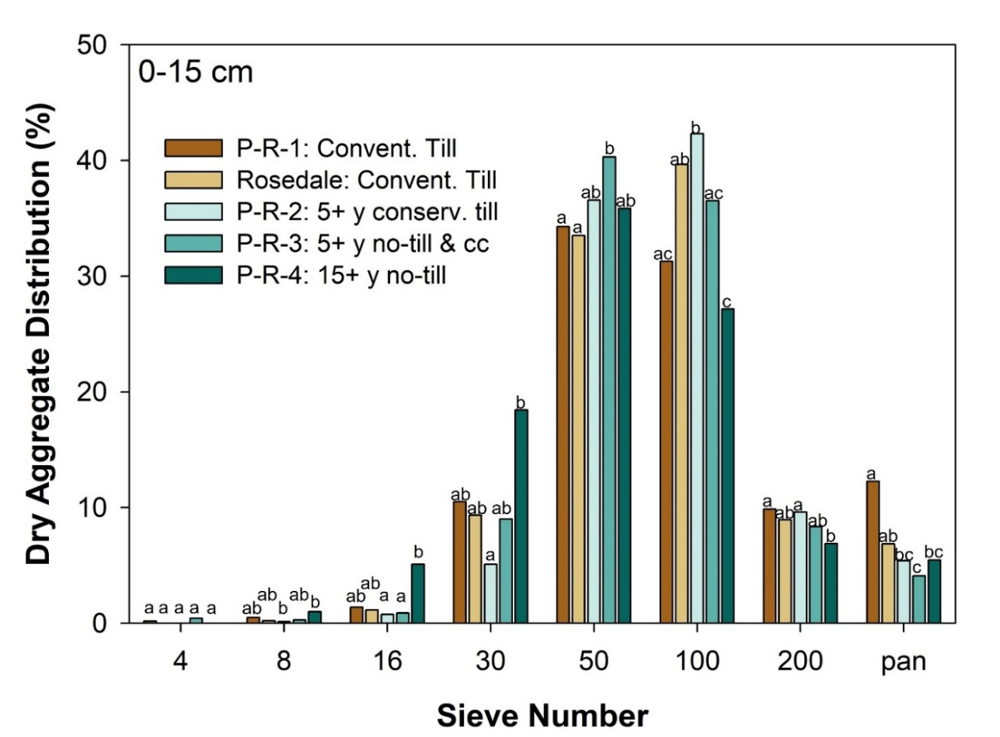 50
0-15 cm
P-R-1: Convent. Till
Rosedale: Convent. Till
P-R-2: 5+ y conserv. till
P-R-3: 5+ y no-till & cc
P-R-4: 15+ y no-till
40
30
20
10
0
Dry Aggregate Distribution (%)
a a a a a
ab ab b ab b
ab ab a a b
ab ab a ab b
a a ab b ab
ac ab b ac c
a ab a ab b
a ab bc c bc
4 8 16 30 50 100 200 pan
Sieve Number